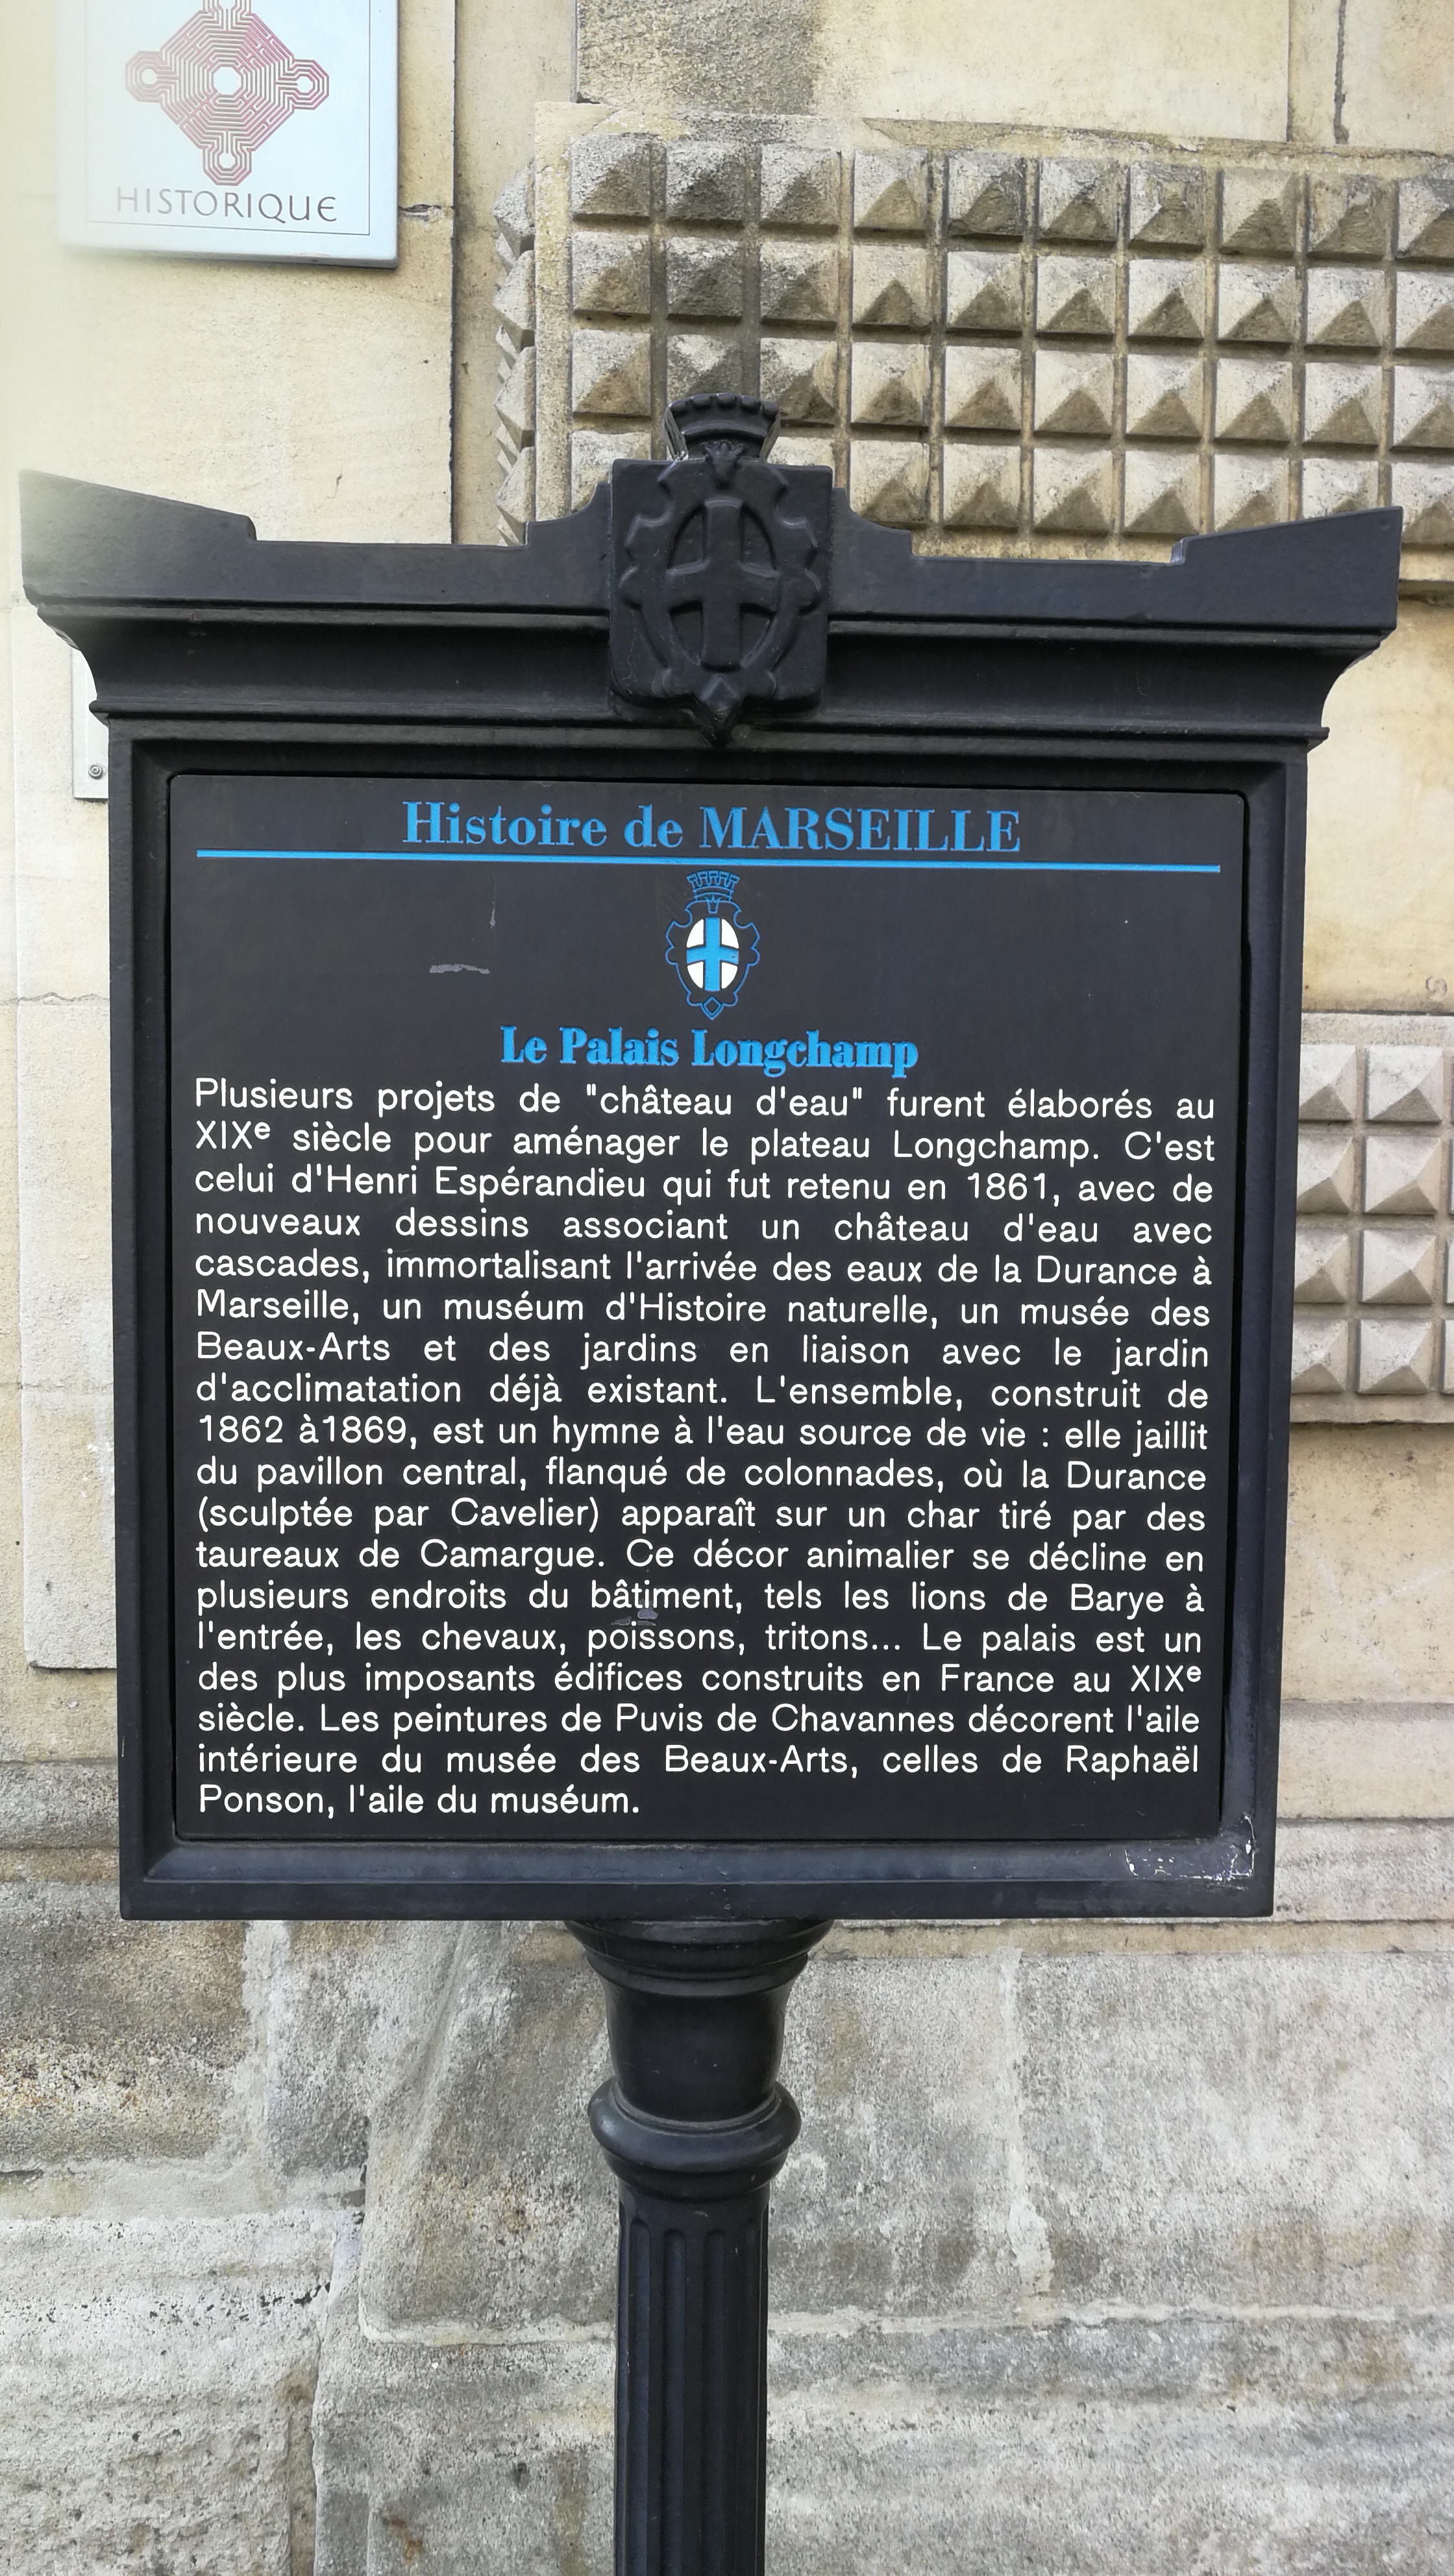 HISTORIQUE
Histoire de MARSEILLE
Le Palais Longchamp
Plusieurs projets de "château d'eau" furent élaborés au
XIXe siècle pour aménager le plateau Longchamp. C'est
celui d'Henri Espérandieu qui fut retenu en 1861, avec de
nouveaux dessins associant un château d'eau avec
cascades, immortalisant l'arrivée des eaux de la Durance à
Marseille, un muséum d'Histoire naturelle, un musée des
Beaux-Arts et des jardins en liaison avec le jardin
d'acclimatation déjà existant. L'ensemble, construit de
1862 à1869, est un hymne à l'eau source de vie : elle jaillit
du pavillon central, flanqué de colonnades, où la Durance
(sculptée par Cavelier) apparaît sur un char tiré par des
taureaux de Camargue. Ce décor animalier se décline en
plusieurs endroits du bâtiment, tels les lions de Barye à
l'entrée, les chevaux, poissons, tritons... Le palais est un
des plus imposants édifices construits en France au XIXe
siècle. Les peintures de Puvis de Chavannes décorent l'aile
intérieure du musée des Beaux-Arts, celles de Raphaël
Ponson, l'aile du muséum.